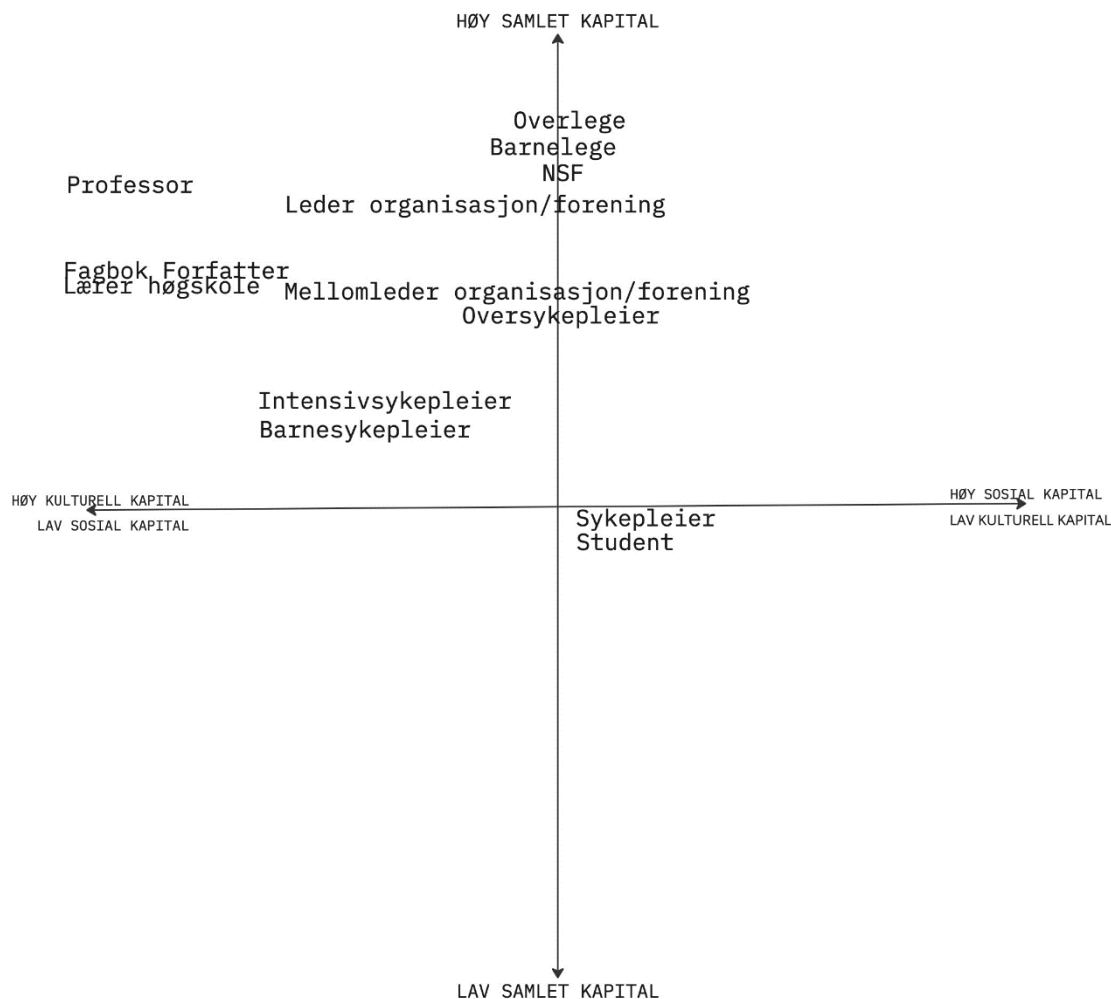 HØY SAMLET KAPITAL
Overlege
Barnelege
NSF
Professor
Leder organisasjon/forening
Fagbok Forfatter
Lærer høgskole
Mellomleder organisasjon/forening
Oversykepleier
Intensivsykepleier
Barnesykepleier
HØY KULTURELL KAPITAL
LAV SOSIAL KAPITAL
HØY SOSIAL KAPITAL
LAV KULTURELL KAPITAL
Sykepleier
Student
LAV SAMLET KAPITAL